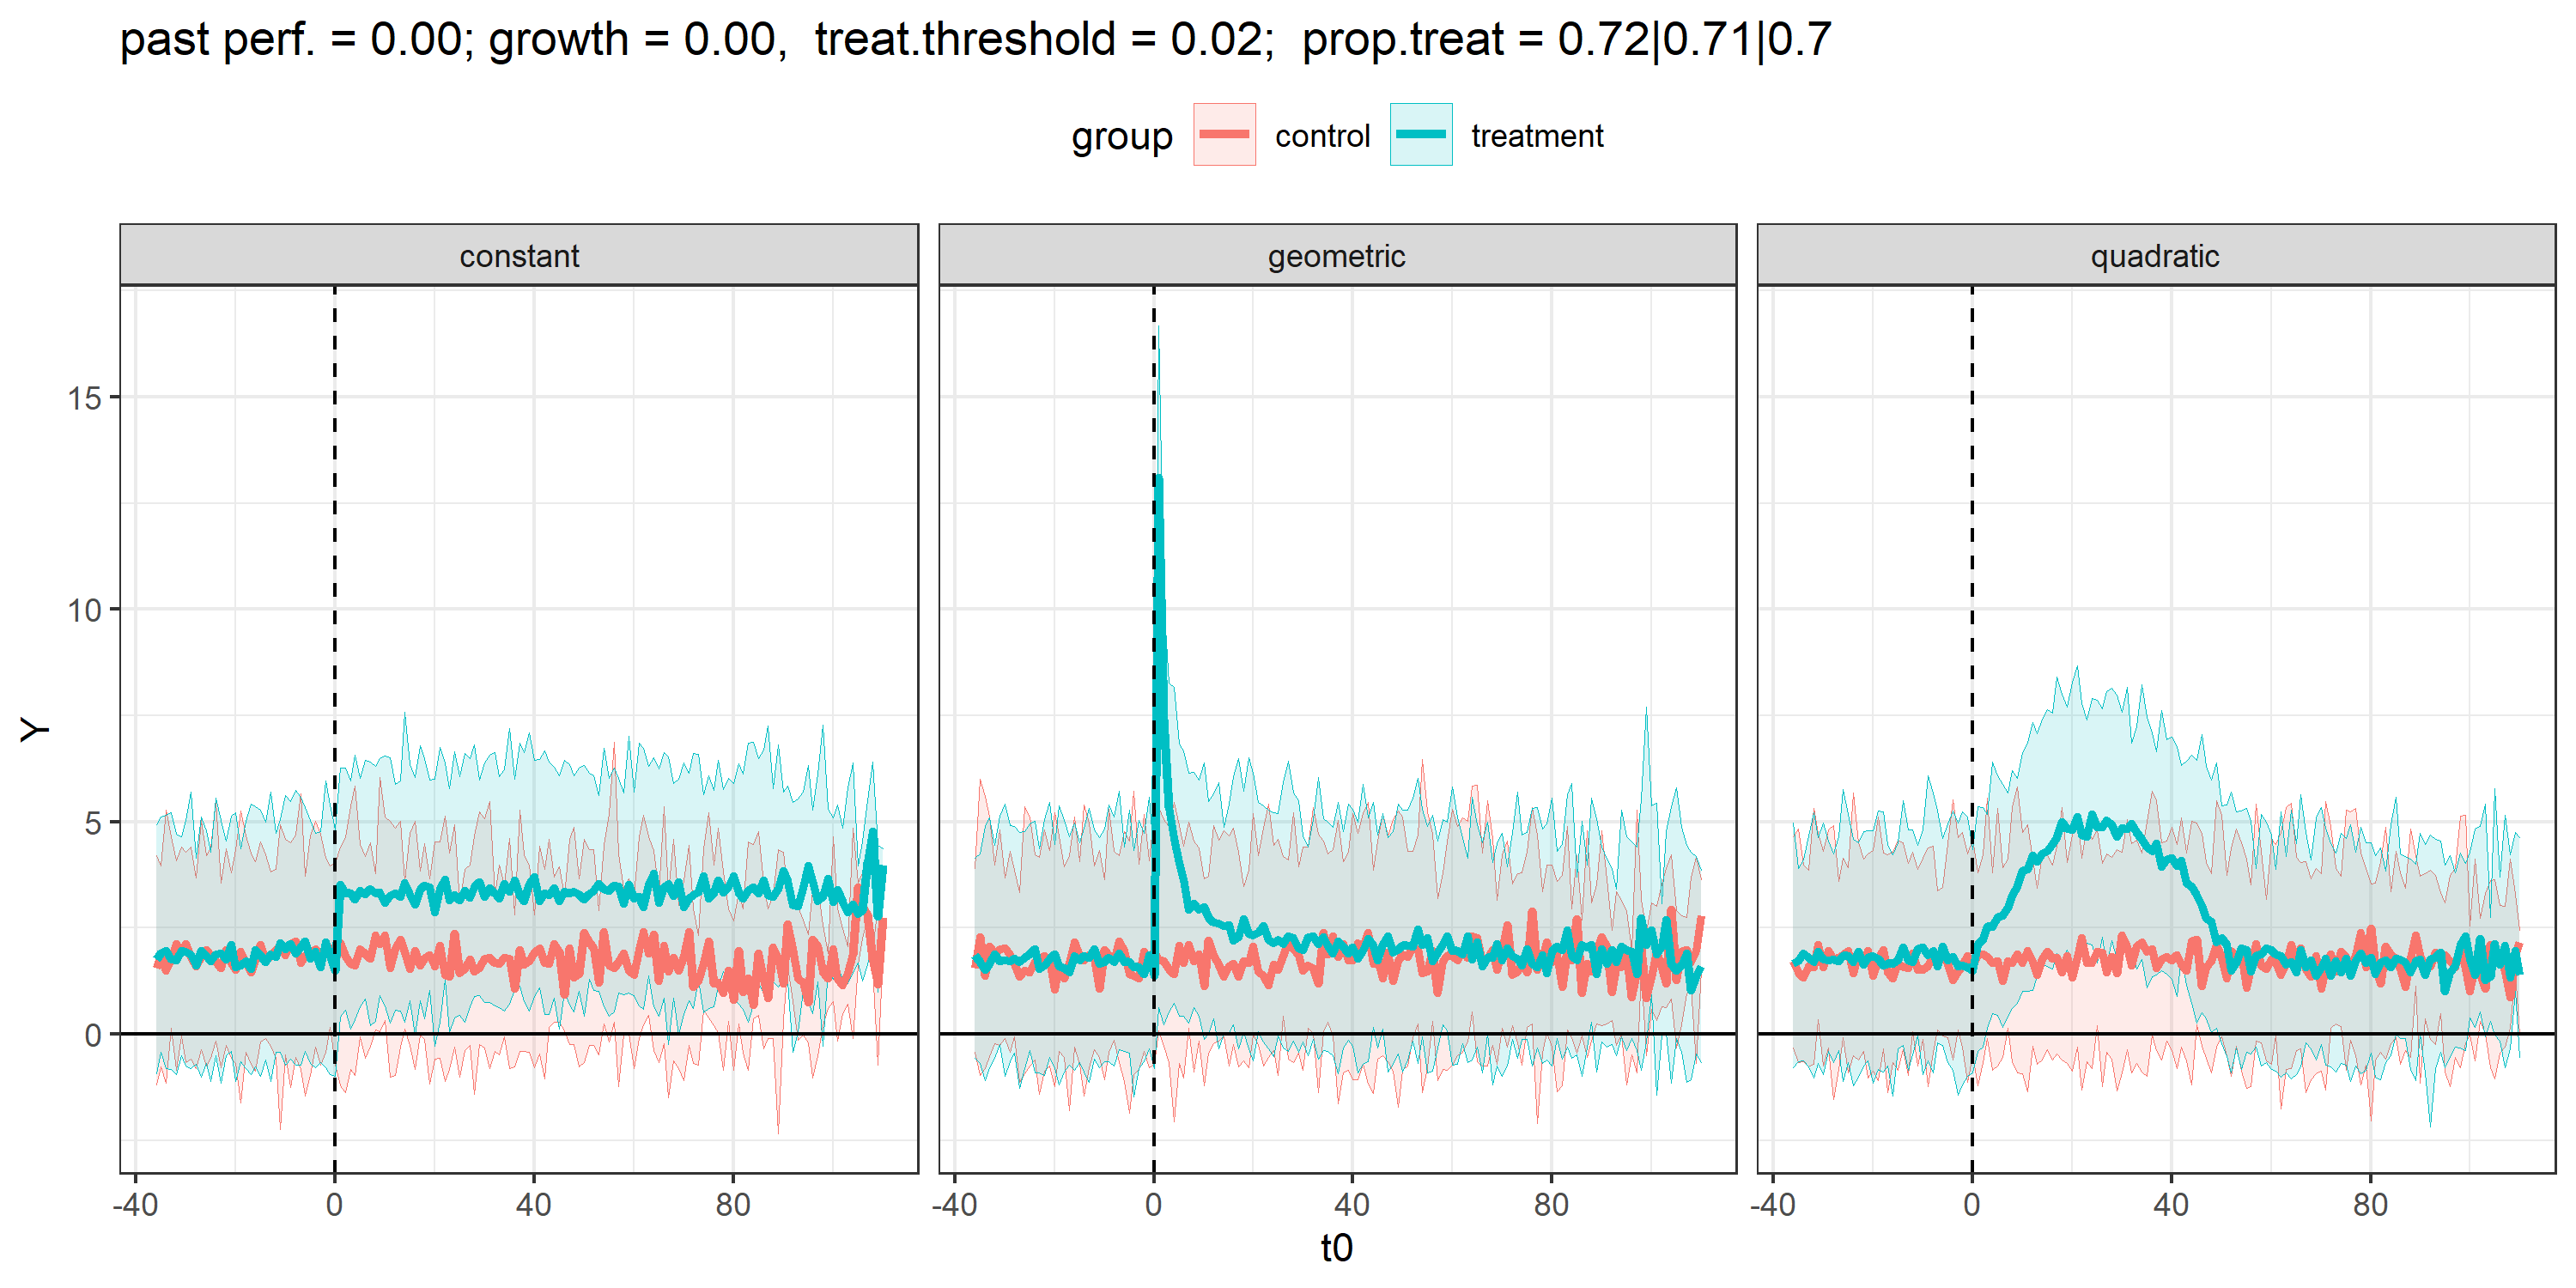 past perf. = 0.00; growth = 0.00,  treat.threshold = 0.02;  prop.treat = 0.72|0.71|0.7
group control treatment
constant geometric quadratic
Y
15
10
5
0
-40 0 40 80 -40 0 40 80 -40 0 40 80
t0